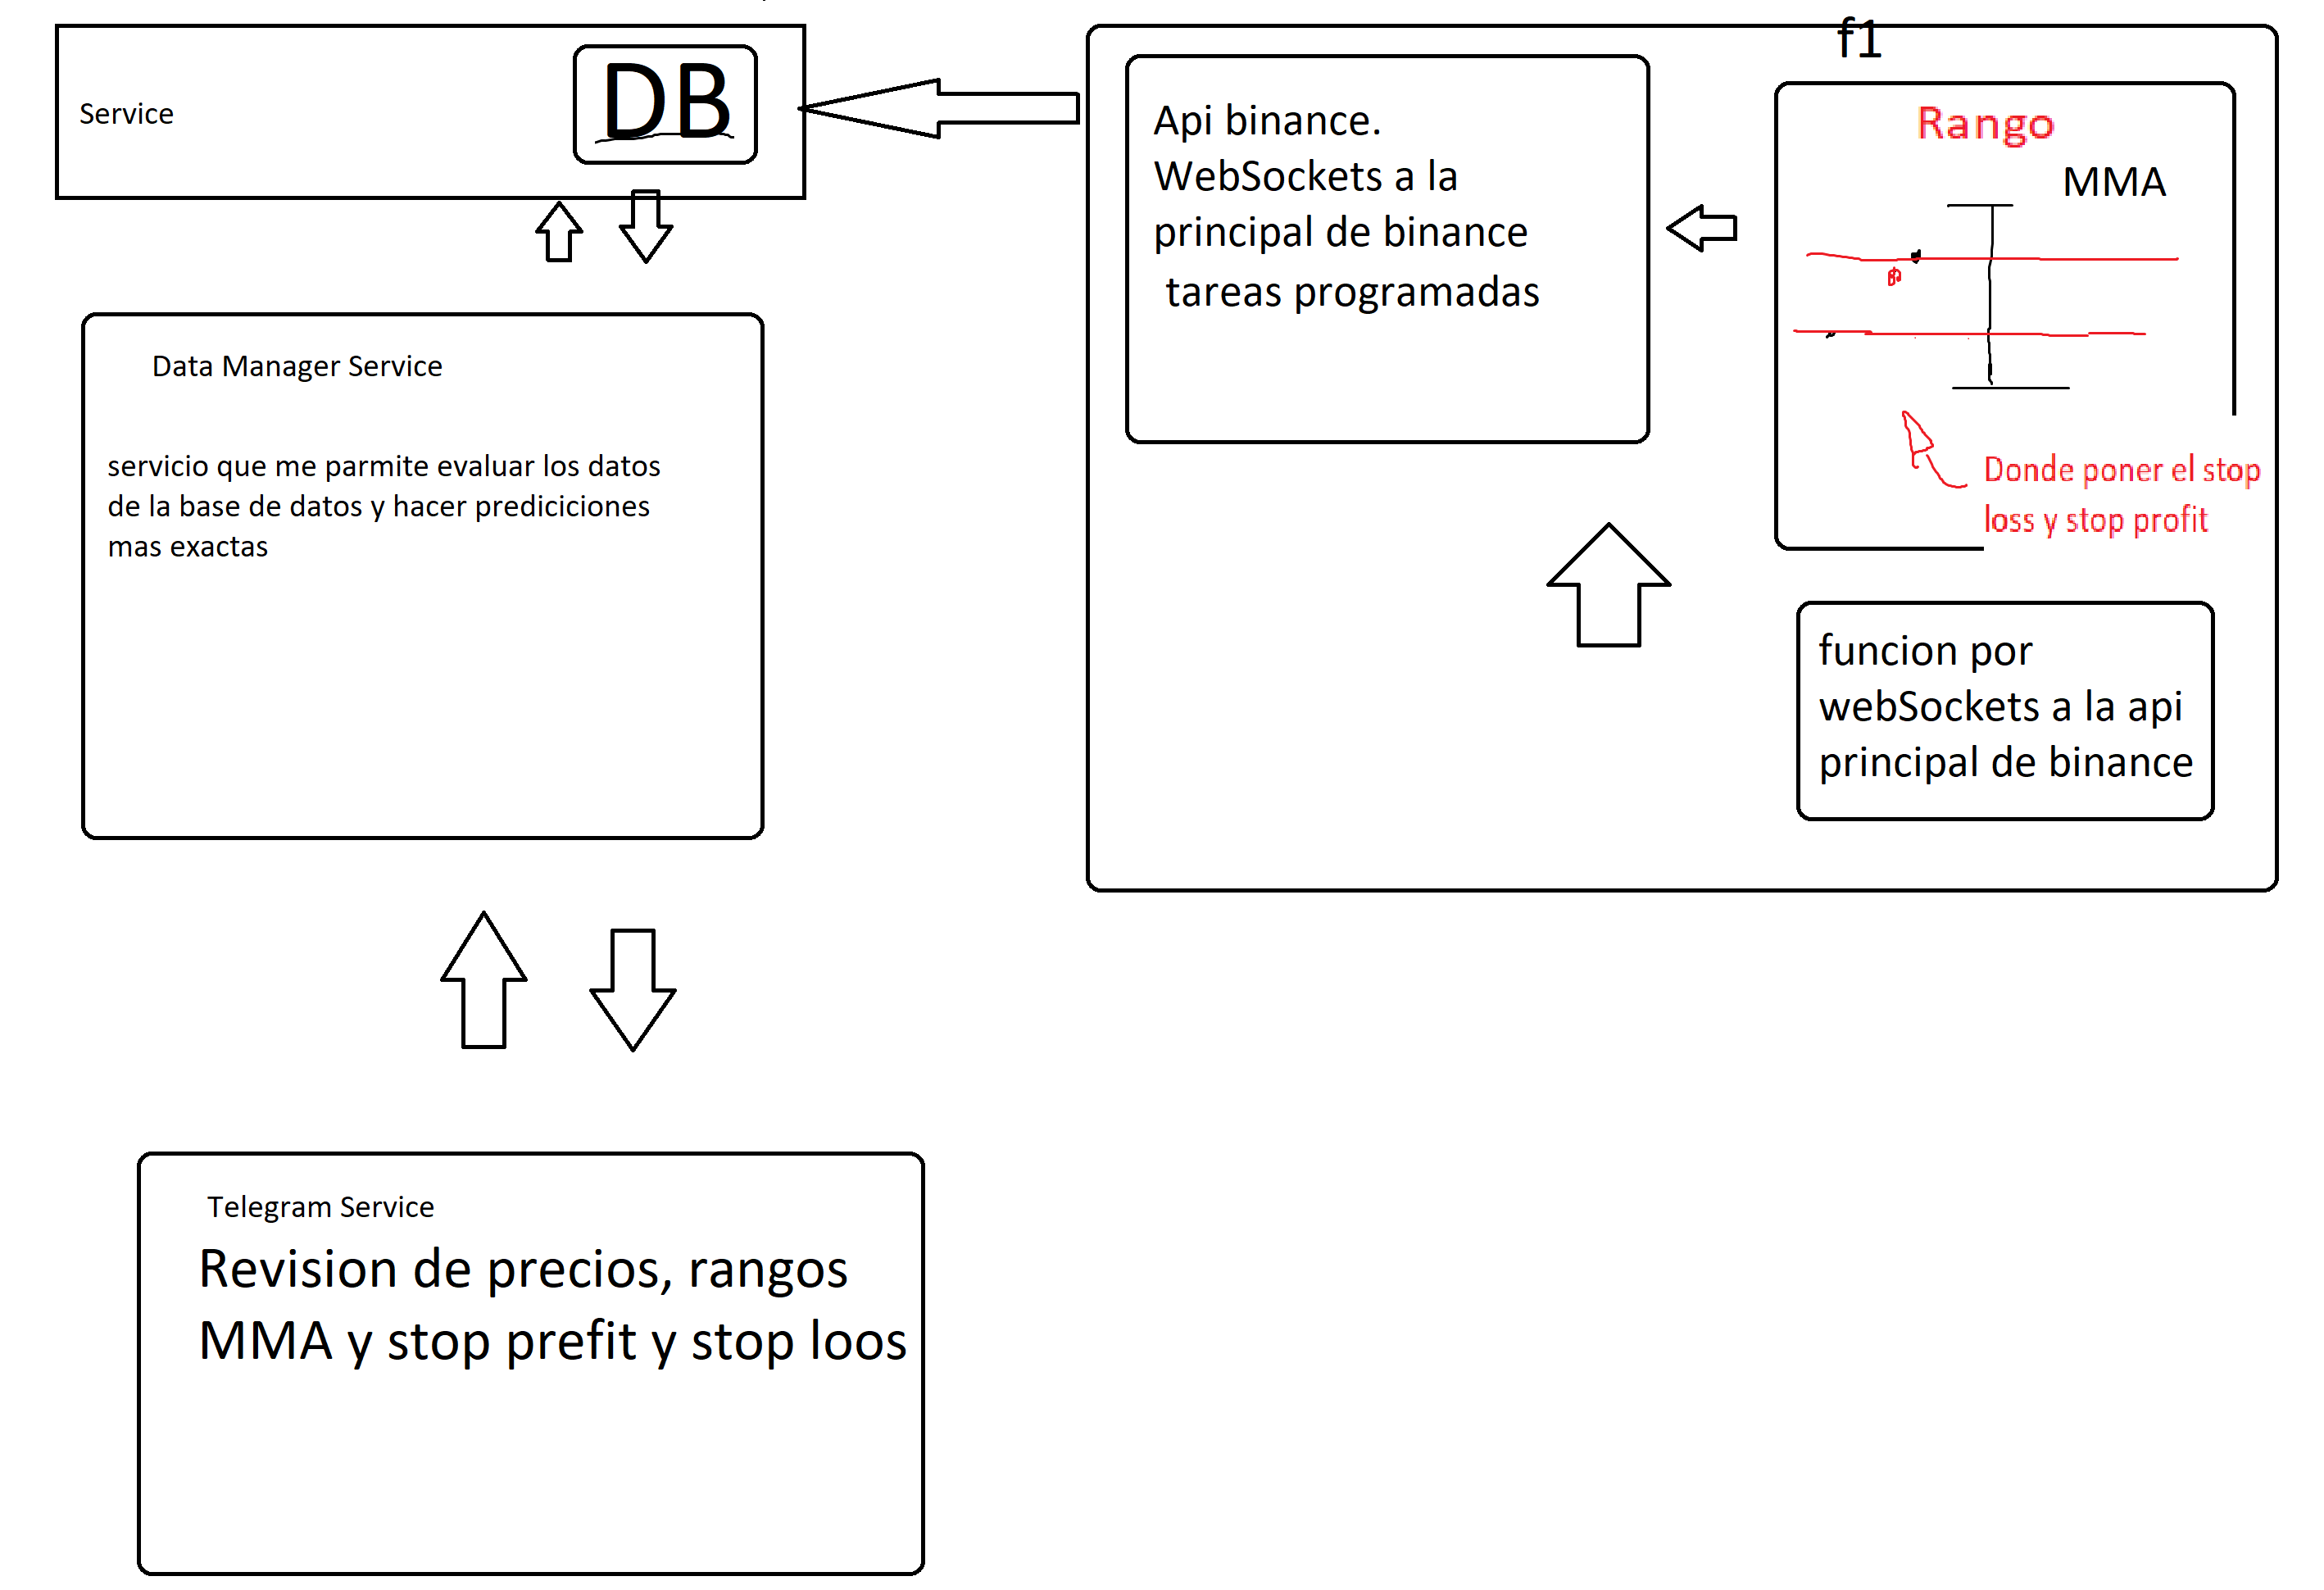 Service
DB
Data Manager Service
servicio que me parmite evaluar los datos
de la base de datos y hacer prediciciones
mas exactas
Telegram Service
Revision de precios, rangos
MMA y stop prefit y stop loos
Api binance.
WebSockets a la
principal de binance
tareas programadas
f1
Rango
MMA
Donde poner el stop
loss y stop profit
funcion por
webSockets a la api
principal de binance